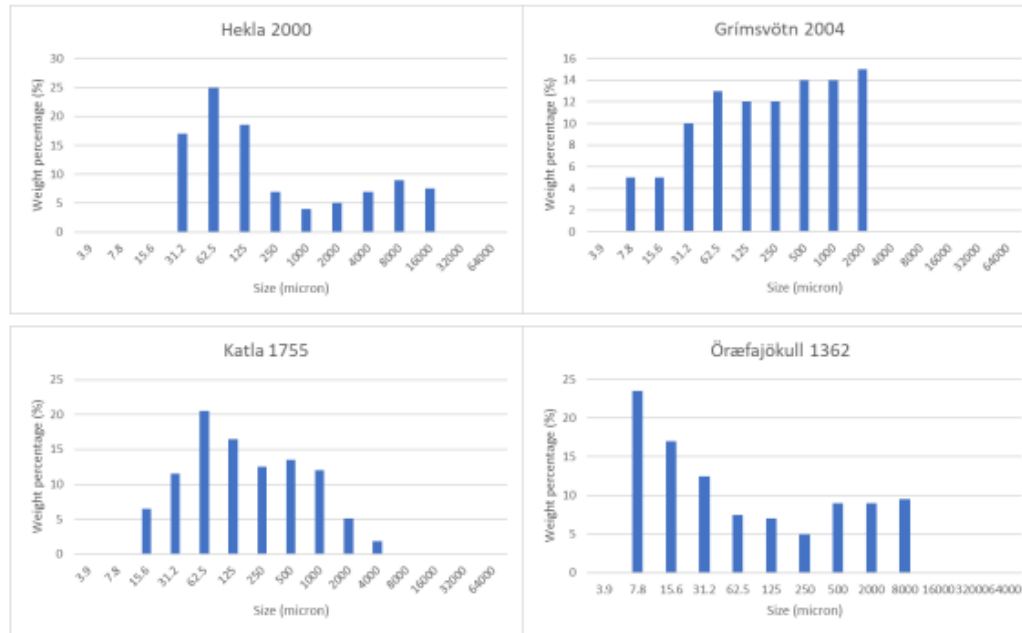 Hekla 2000
Weight percentage (%)
30
25
20
15
10
5
0
3.9 7.8 15.6 31.2 62.5 125 250 1000 2000 4000 8000 16000 32000 64000
Size (micron)
Grímsvötn 2004
Weight percentage (%)
16
14
12
10
8
6
4
2
0
3.9 7.8 15.6 31.2 62.5 125 250 500 1000 2000 4000 8000 16000 32000 64000
Size (micron)
Katla 1755
Weight percentage (%)
25
20
15
10
5
0
3.9 7.8 15.6 31.2 62.5 125 250 500 1000 2000 4000 8000 16000 32000 64000
Size (micron)
Öræfajökull 1362
Weight percentage (%)
25
20
15
10
5
0
3.9 7.8 15.6 31.2 62.5 125 250 500 2000 8000 16000 32000 64000
Size (micron)